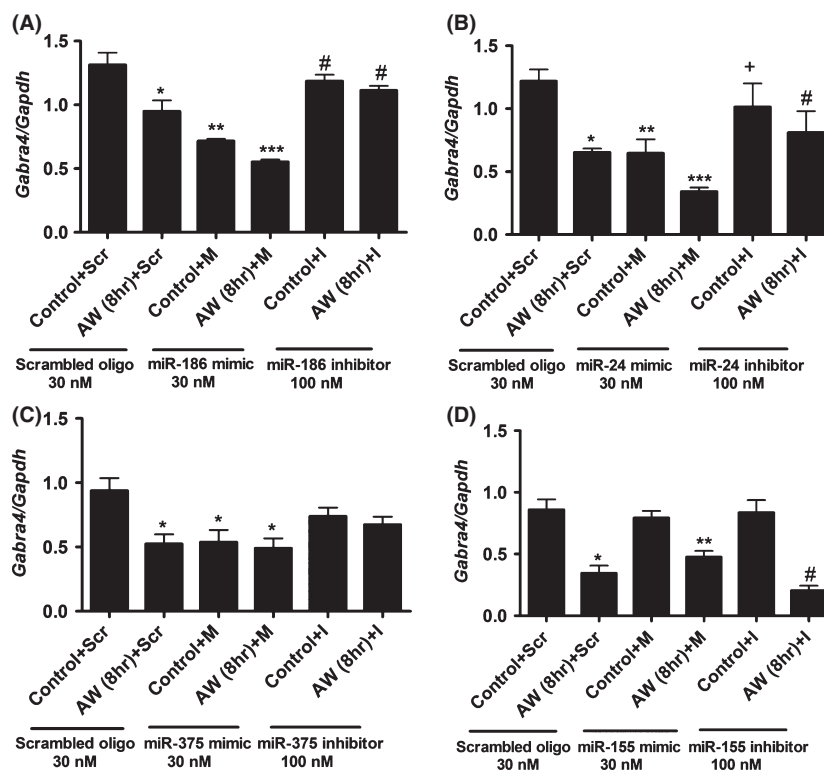 (A)
Gabra4/Gapdh
1.5
1.0
0.5
0.0
*
**
***
#
#
Control+Scr
AW (8hr)+Scr
Control+M
AW (8hr)+M
Control+I
AW (8hr)+I
Scrambled oligo miR-186 mimic miR-186 inhibitor
30 nM 30 nM 100 nM
(B)
Gabra4/Gapdh
1.5
1.0
0.5
0.0
*
**
***
+
#
Control+Scr
AW (8hr)+Scr
Control+M
AW (8hr)+M
Control+I
AW (8hr)+I
Scrambled oligo miR-24 mimic miR-24 inhibitor
30 nM 30 nM 100 nM
(C)
Gabra4/Gapdh
1.5
1.0
0.5
0.0
*
*
*
Control+Scr
AW (8hr)+Scr
Control+M
AW (8hr)+M
Control+I
AW (8hr)+I
Scrambled oligo miR-375 mimic miR-375 inhibitor
30 nM 30 nM 100 nM
(D)
Gabra4/Gapdh
1.5
1.0
0.5
0.0
*
**
#
Control+Scr
AW (8hr)+Scr
Control+M
AW (8hr)+M
Control+I
AW (8hr)+I
Scrambled oligo miR-155 mimic miR-155 inhibitor
30 nM 30 nM 100 nM